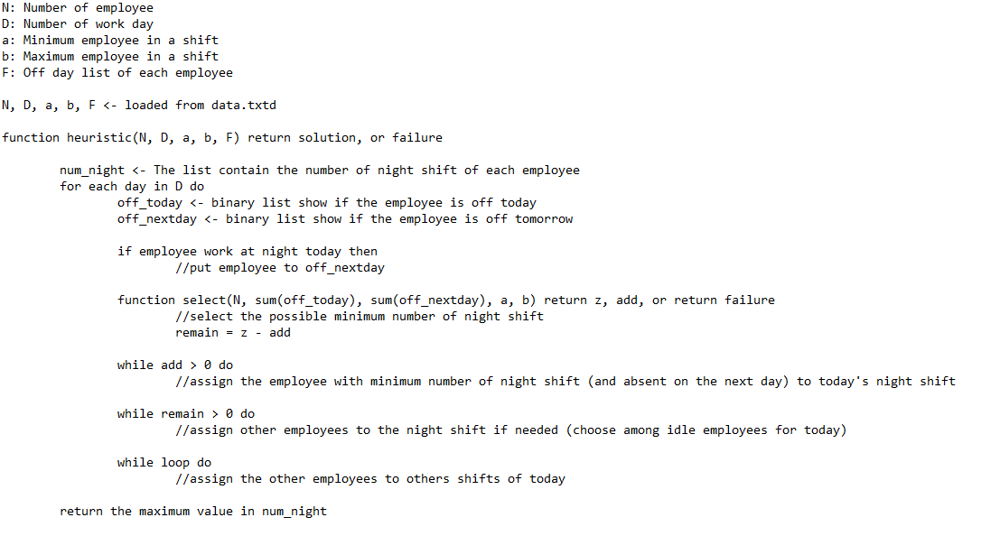 N: Number of employee
D: Number of work day
a: Minimum employee in a shift
b: Maximum employee in a shift
F: Off day list of each employee
N, D, a, b, F <- loaded from data.txtd
function heuristic(N, D, a, b, F) return solution, or failure
num_night <- The list contain the number of night shift of each employee
for each day in D do
off_today <- binary list show if the employee is off today
off_nextday <- binary list show if the employee is off tomorrow
if employee work at night today then
//put employee to off_nextday
function select(N, sum(off_today), sum(off_nextday), a, b) return z, add, or return failure
//select the possible minimum number of night shift
remain = z - add
while add > 0 do
//assign the employee with minimum number of night shift (and absent on the next day) to today's night shift
while remain > 0 do
//assign other employees to the night shift if needed (choose among idle employees for today)
while loop do
//assign the other employees to others shifts of today
return the maximum value in num_night